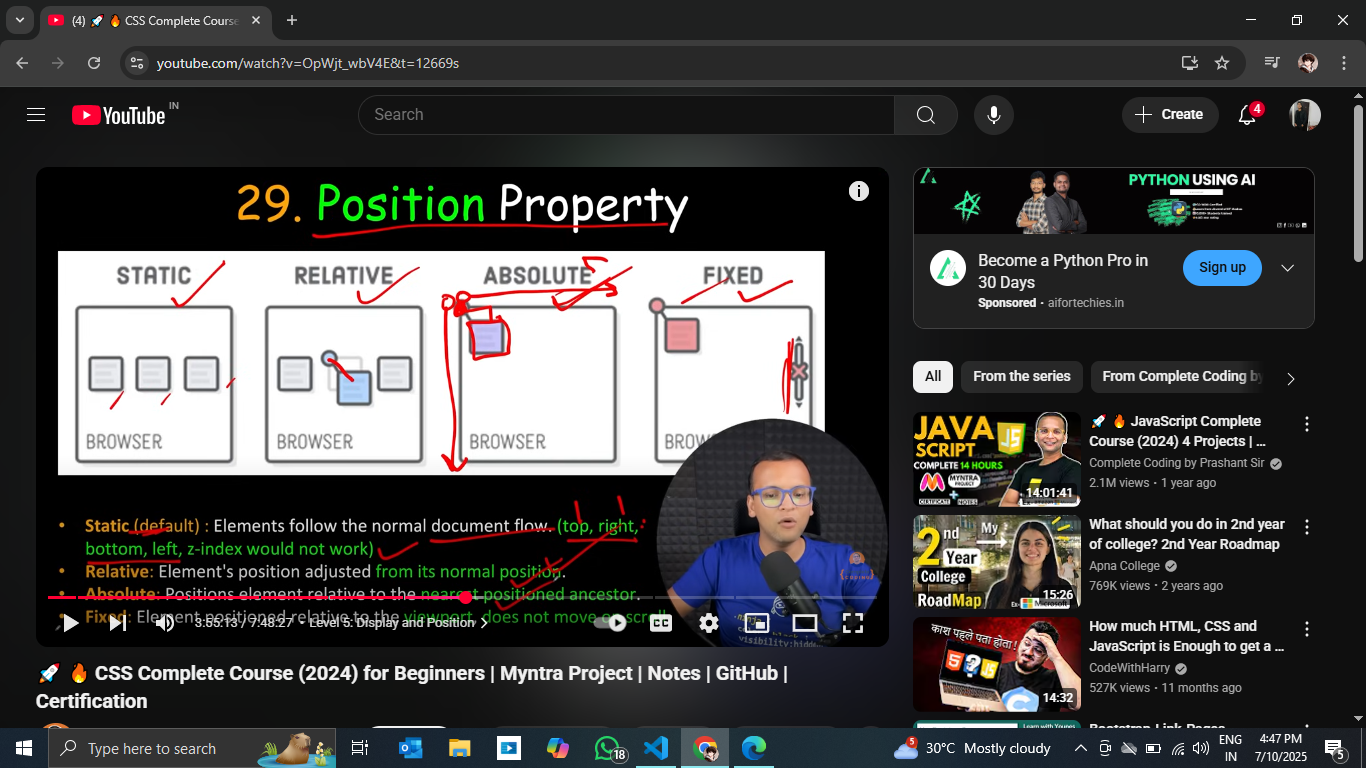 (4) 🚀 🔥 CSS Complete Course
youtube.com/watch?v=OpWjt_wbV4E&t=12669s
YouTube IN
Search
Create
4
29. Position Property
STATIC
RELATIVE
ABSOLUTE
FIXED
BROWSER
BROWSER
BROWSER
• Static (default) : Elements follow the normal document flow. (top, right,
bottom, left, z-index would not work)
• Relative: Element's position adjusted from its normal position.
• Absolute: Positions element relative to the nearest positioned ancestor.
• Fixed: Element positioned relative to the viewport, does not move on scroll
3:55:13 / 7:48:27 • Level 5: Display and Position
CC
🚀 🔥 CSS Complete Course (2024) for Beginners | Myntra Project | Notes | GitHub |
Certification
PYTHON USING AI
Become a Python Pro in
30 Days
Sponsored · aifortechies.in
Sign up
All
From the series
From Complete Coding by
JAVA
SCRIPT
JS
COMPLETE 14 HOURS
MYNTRA
PROJECT
CERTIFICATE
NOTES
14:01:41
🚀 🔥 JavaScript Complete
Course (2024) 4 Projects | ...
Complete Coding by Prashant Sir
2.1M views · 1 year ago
2nd
Year
College
RoadMap
My
Ex-Microsoft
15:26
What should you do in 2nd year
of college? 2nd Year Roadmap
Apna College
769K views · 2 years ago
काश पहले पता होता !
14:32
How much HTML, CSS and
JavaScript is Enough to get a ...
CodeWithHarry
527K views · 11 months ago
Type here to search
18
5
30°C Mostly cloudy
ENG
IN
4:47 PM
7/10/2025
5